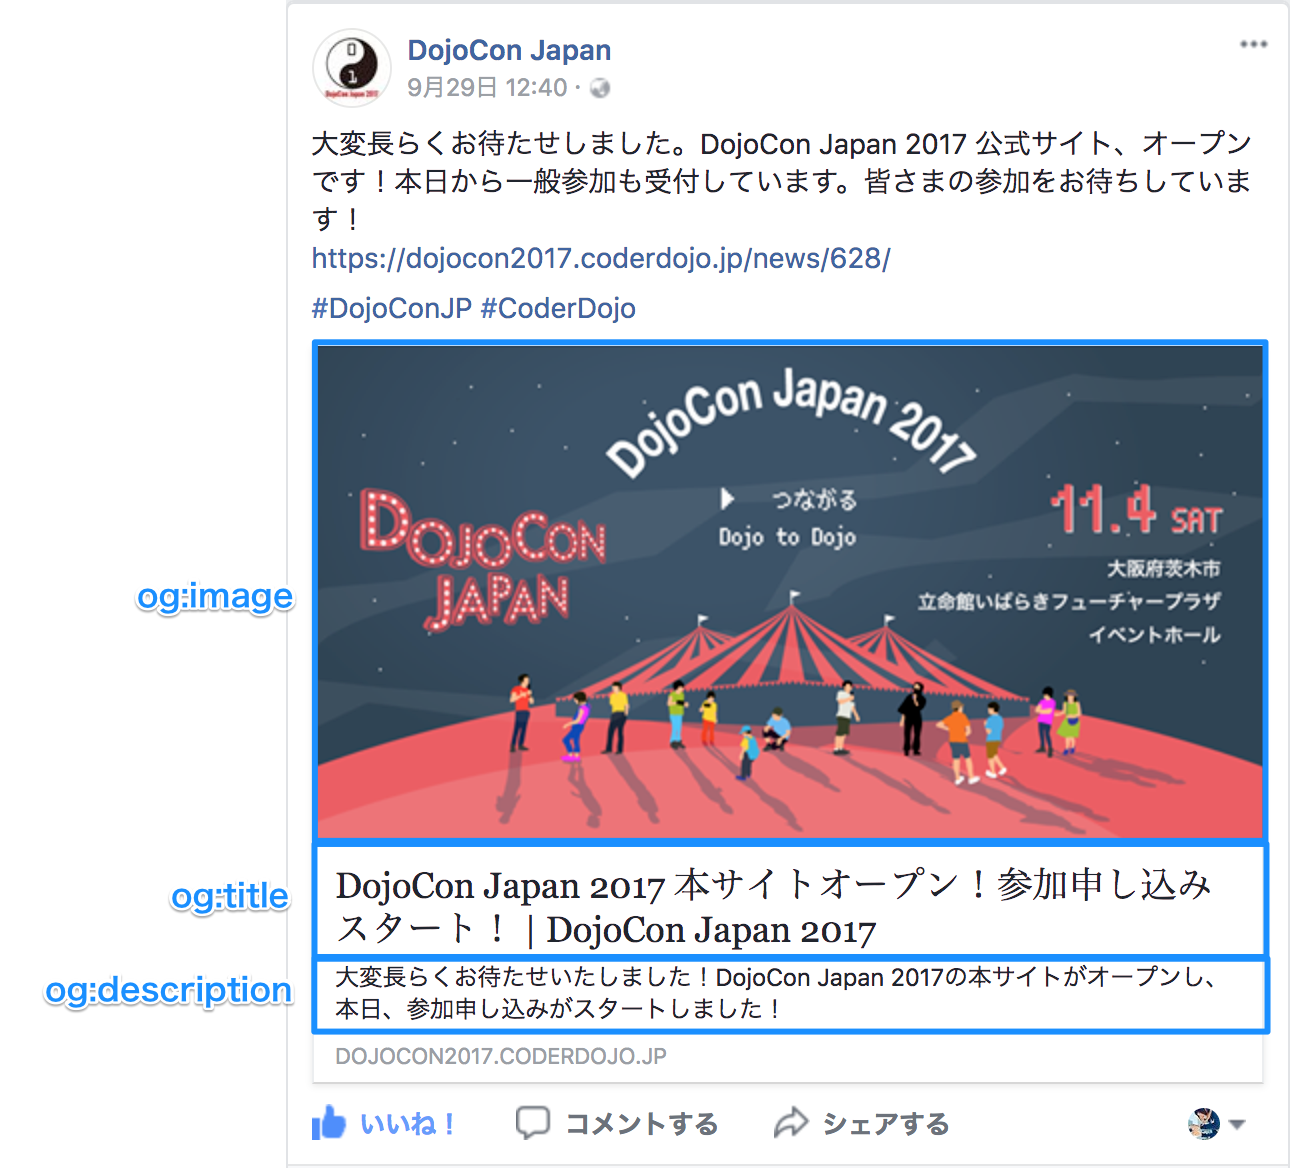 DojoCon Japan
9月29日 12:40 ·
0
1
DojoCon Japan 2017
大変長らくお待たせしました。DojoCon Japan 2017 公式サイト、オープン
です！本日から一般参加も受付しています。皆さまの参加をお待ちしていま
す！
https://dojocon2017.coderdojo.jp/news/628/
#DojoConJP #CoderDojo
og:image
DojoCon Japan 2017
DOJOCON
JAPAN
▶ つながる
Dojo to Dojo
11.4 SAT
大阪府茨木市
立命館いばらきフューチャープラザ
イベントホール
og:title
DojoCon Japan 2017 本サイトオープン！参加申し込み
スタート！ | DojoCon Japan 2017
og:description
大変長らくお待たせいたしました！DojoCon Japan 2017の本サイトがオープンし、
本日、参加申し込みがスタートしました！
DOJOCON2017.CODERDOJO.JP
いいね！ コメントする シェアする